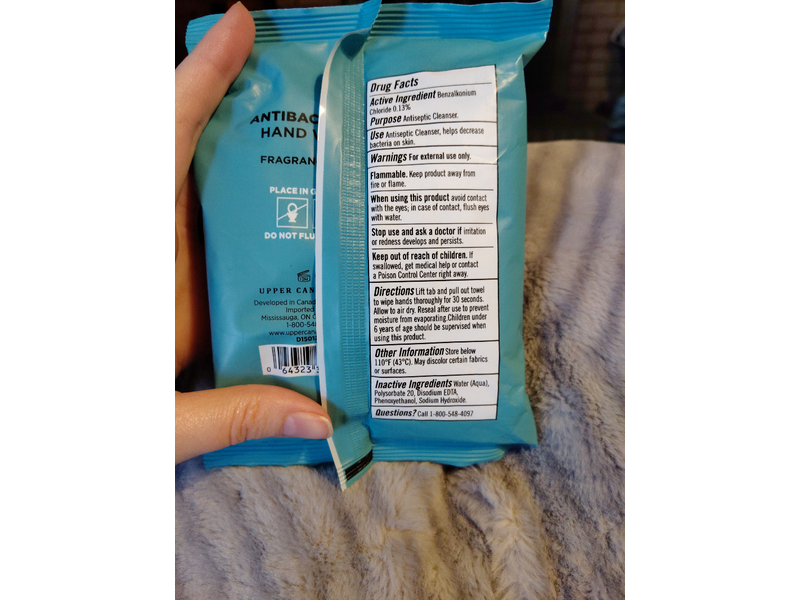 ANTIBAC
HAND
FRAGRAN
PLACE IN
DO NOT FLU
UPPER CAN
Developed in Canad
Imported
Mississauga, ON
1-800-54
www.uppercan
D1501
0 64323
Drug Facts
Active Ingredient Benzalkonium
Chloride 0.13%
Purpose Antiseptic Cleanser.
Use Antiseptic Cleanser, helps decrease
bacteria on skin.
Warnings For external use only.
Flammable. Keep product away from
fire or flame.
When using this product avoid contact
with the eyes; in case of contact, flush eyes
with water.
Stop use and ask a doctor if irritation
or redness develops and persists.
Keep out of reach of children. If
swallowed, get medical help or contact
a Poison Control Center right away.
Directions Lift tab and pull out towel
to wipe hands thoroughly for 30 seconds.
Allow to air dry. Reseal after use to prevent
moisture from evaporating.Children under
6 years of age should be supervised when
using this product.
Other Information Store below
110°F (43°C). May discolor certain fabrics
or surfaces.
Inactive Ingredients Water (Aqua),
Polysorbate 20, Disodium EDTA,
Phenoxyethanol, Sodium Hydroxide.
Questions? Call 1-800-548-4097